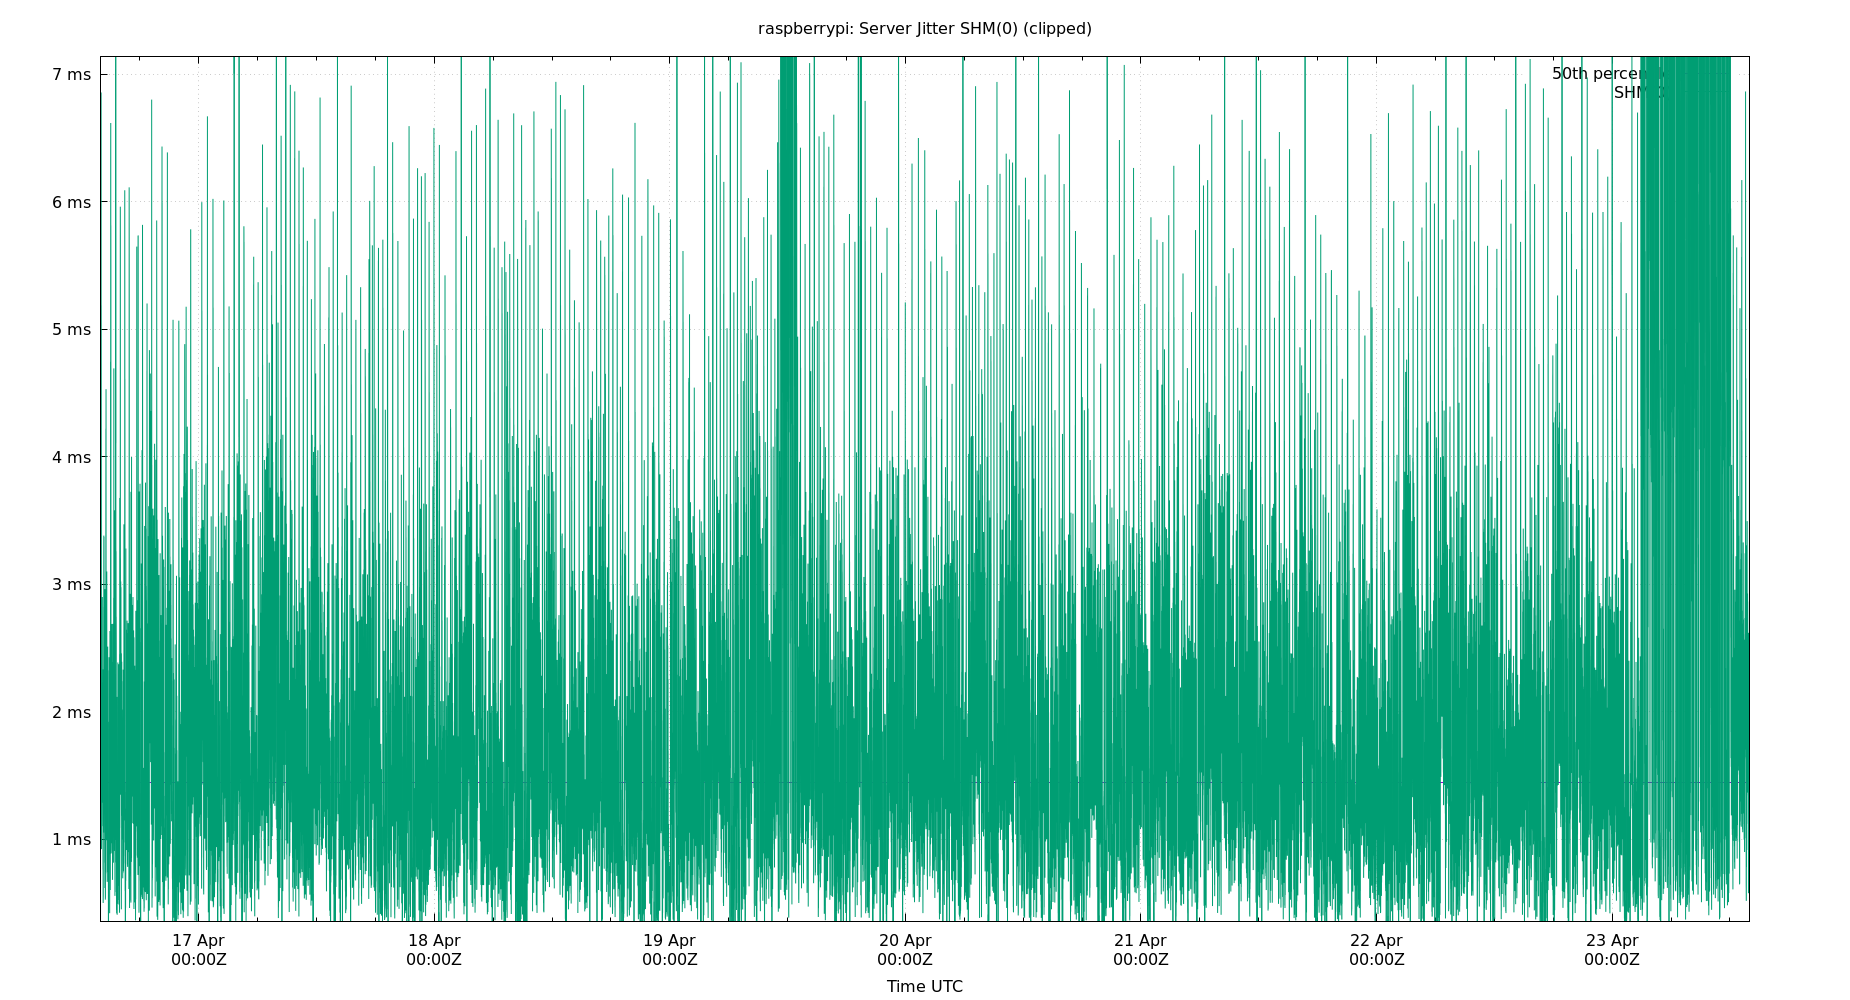 raspberrypi: Server Jitter SHM(0) (clipped)
7 ms
50th
SHM
6 ms
5 ms
4 ms
3 ms
2 ms
1 ms
17 Apr 18 Apr 19 Apr 20 Apr 21 Apr 22 Apr 23 Apr
00:00Z 00:00Z 00:00Z 00:00Z 00:00Z 00:00Z 00:00Z
Time UTC